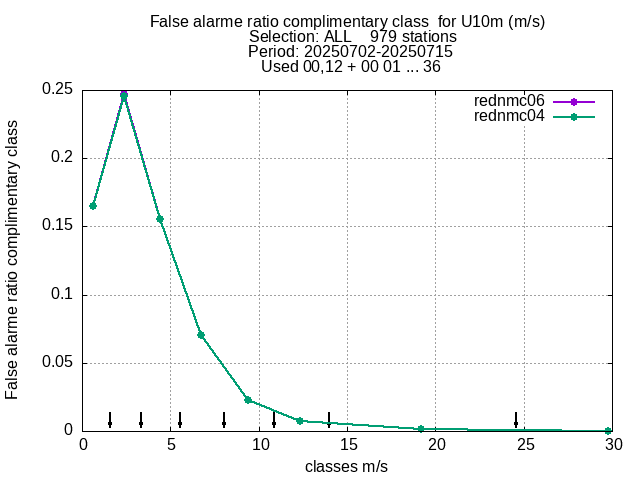 False alarme ratio complimentary class  for U10m (m/s)
Selection: ALL    979 stations
Period: 20250702-20250715
Used 00,12 + 00 01 ... 36
rednmc06
rednmc04
False alarme ratio complimentary class
0.25
0.2
0.15
0.1
0.05
0
0 5 10 15 20 25 30
classes m/s